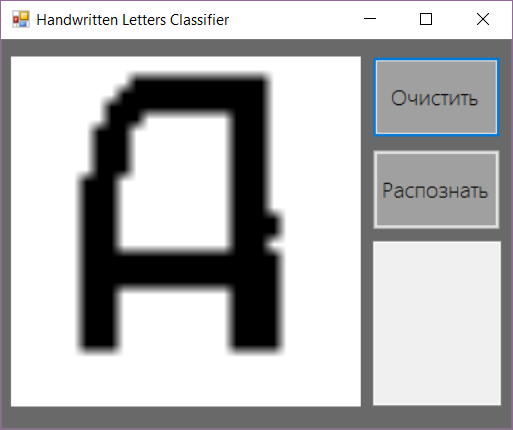 Handwritten Letters Classifier
A
Очистить
Распознать